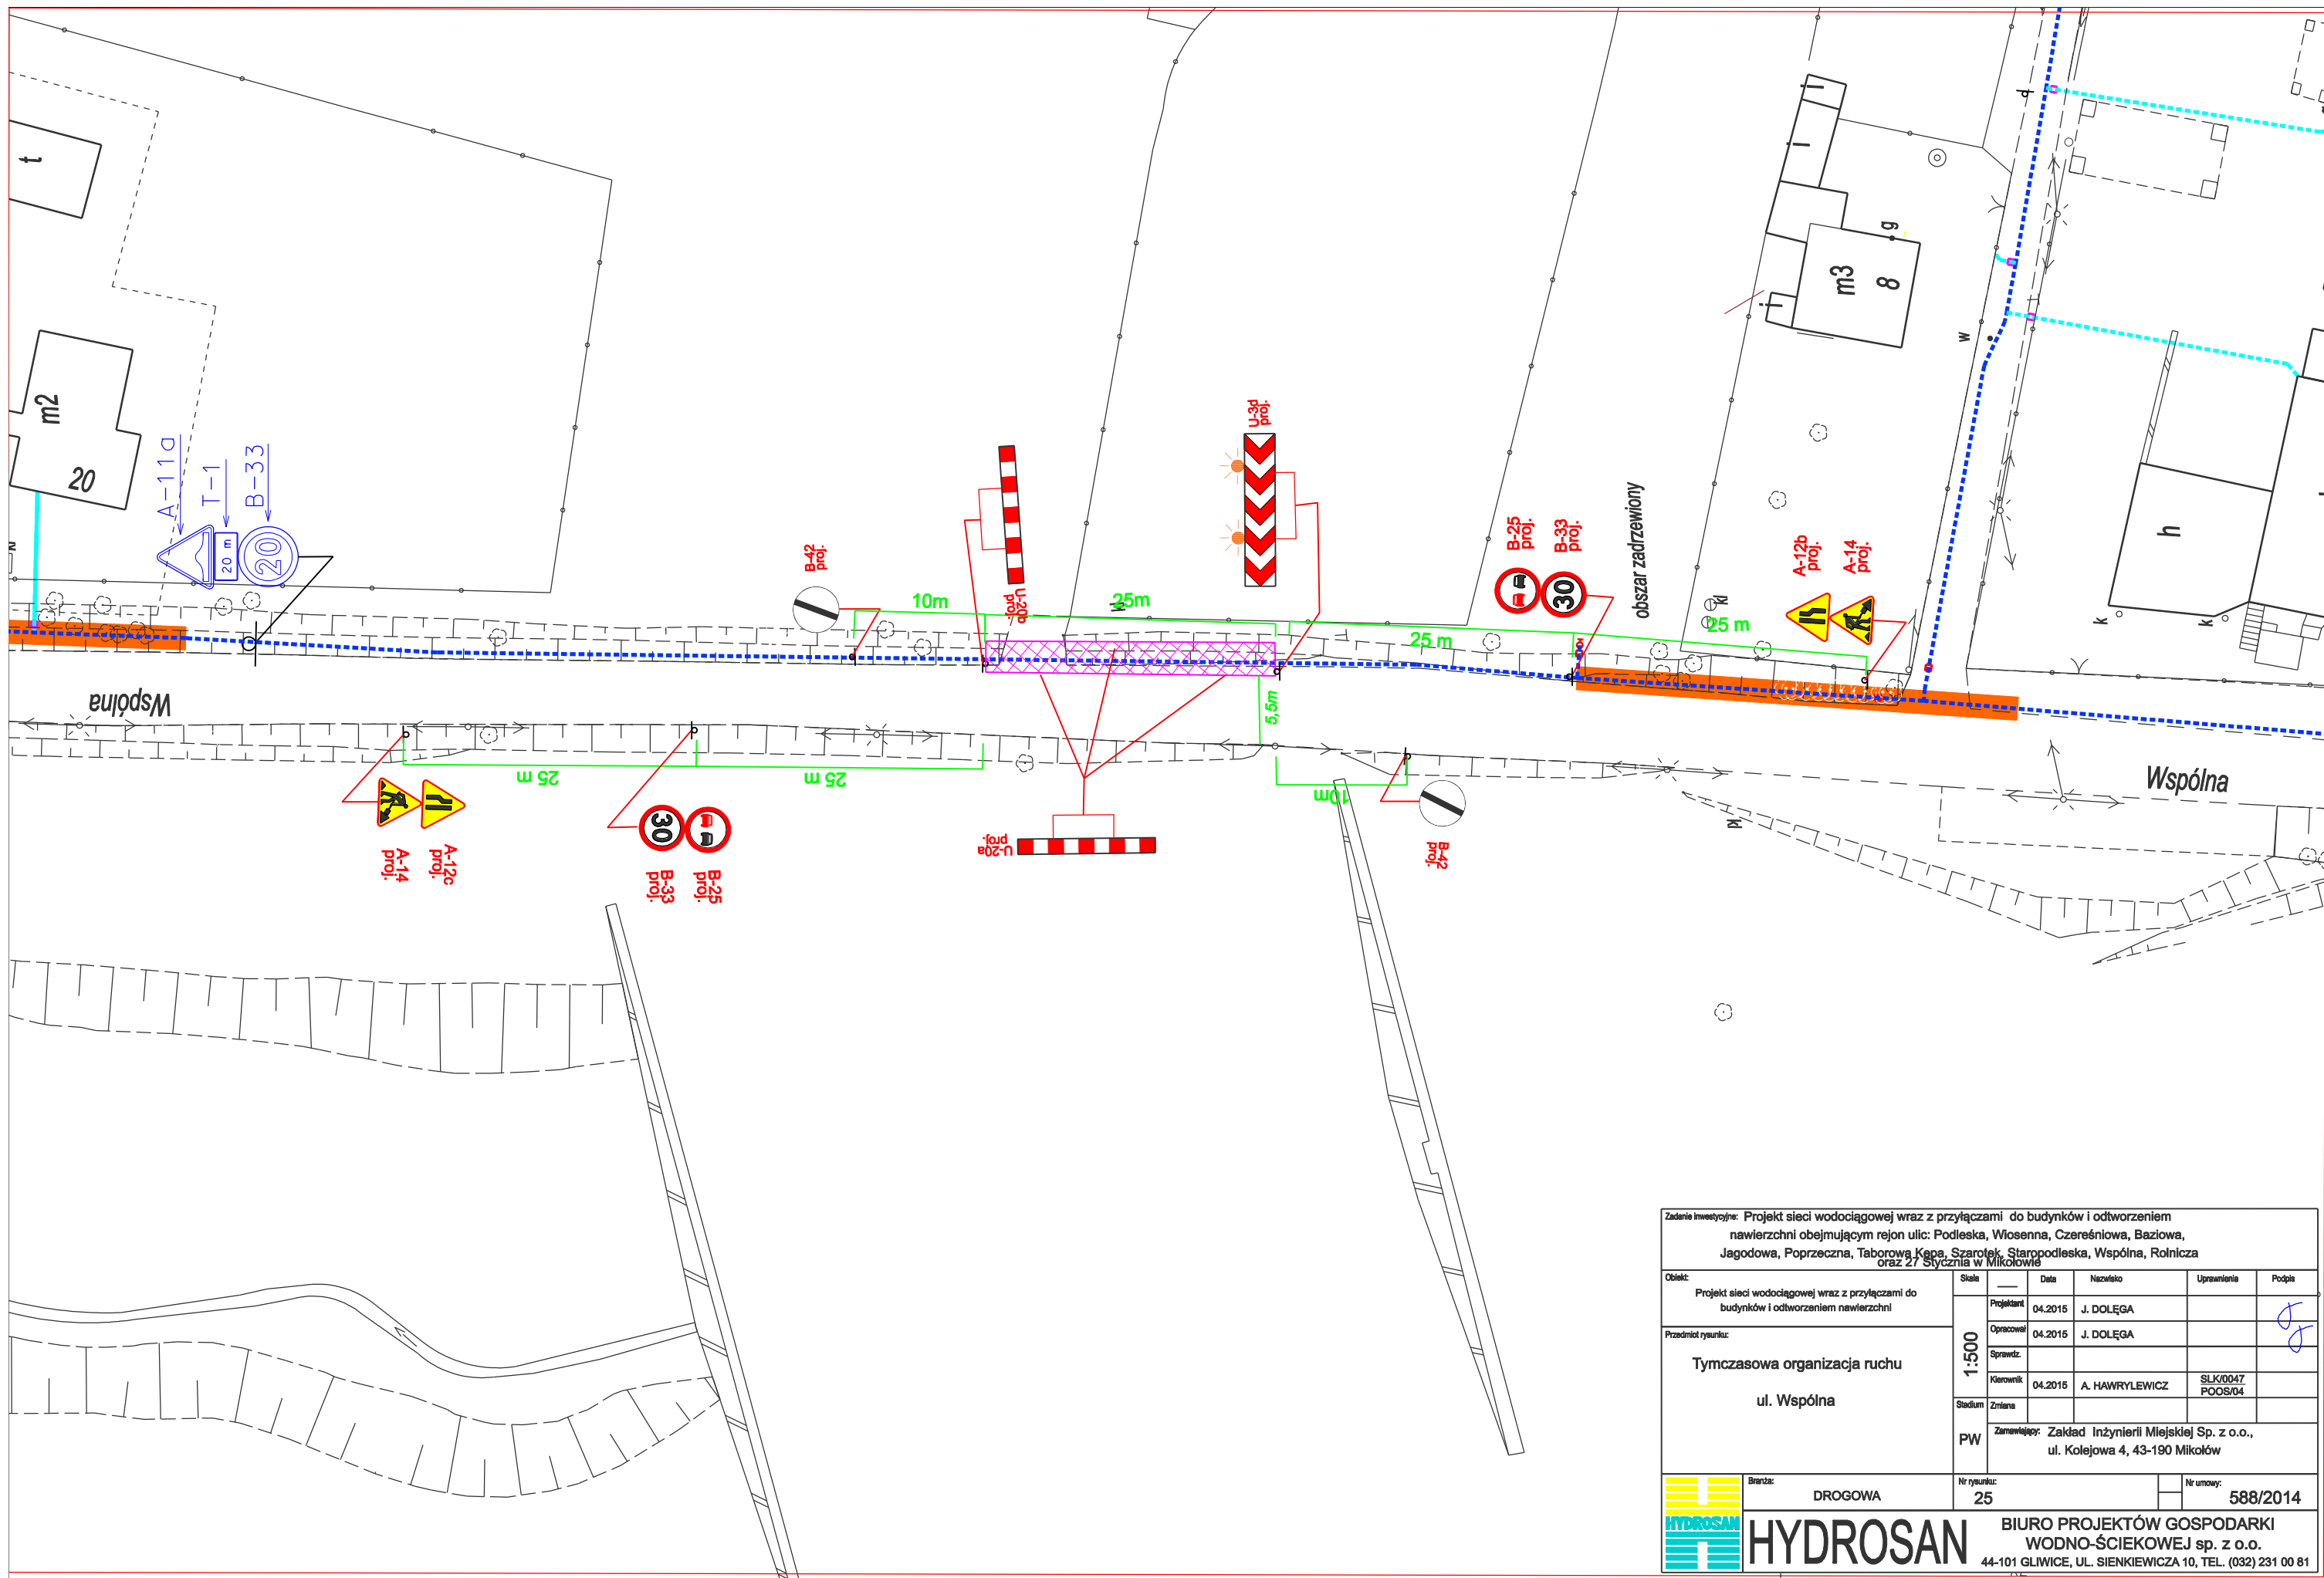 t
m2
20
A-11a
T-1
B-33
20 m
20
Wspólna
B-42
proj.
10m
U-20b
proj.
25m
w
U-3d
proj.
25 m
B-25
proj.
B-33
proj.
30
obszar zadrzewiony
kl
25 m
A-12b
proj.
A-14
proj.
i
i
i
m3
8
g
w
p
h
k
k
5,5m
10m
25 m
25 m
A-14
proj.
A-12c
proj.
30
B-33
proj.
B-25
proj.
U-20a
proj.
B-42
proj.
kl
Wspólna
Zadanie inwestycyjne: Projekt sieci wodociągowej wraz z przyłączami do budynków i odtworzeniem
nawierzchni obejmującym rejon ulic: Podleska, Wiosenna, Czereśniowa, Baziowa,
Jagodowa, Poprzeczna, Taborowa Kępa, Szarotek, Staropodleska, Wspólna, Rolnicza
oraz 27 Stycznia w Mikołowie
Obiekt:
Projekt sieci wodociągowej wraz z przyłączami do
budynków i odtworzeniem nawierzchni
Skala
Data
Nazwisko
Uprawnienia
Podpis
1:500
Projektant 04.2015 J. DOLĘGA
Opracował 04.2015 J. DOLĘGA
Sprawdz.
Kierownik 04.2015 A. HAWRYLEWICZ SLK/0047
POOS/04
Przedmiot rysunku:
Tymczasowa organizacja ruchu
ul. Wspólna
Stadium
Zmiana
PW
Zamawiający: Zakład Inżynierii Miejskiej Sp. z o.o.,
ul. Kolejowa 4, 43-190 Mikołów
Branża:
DROGOWA
Nr rysunku:
25
Nr umowy:
588/2014
HYDROSAN
HYDROSAN
BIURO PROJEKTÓW GOSPODARKI
WODNO-ŚCIEKOWEJ sp. z o.o.
44-101 GLIWICE, UL. SIENKIEWICZA 10, TEL. (032) 231 00 81